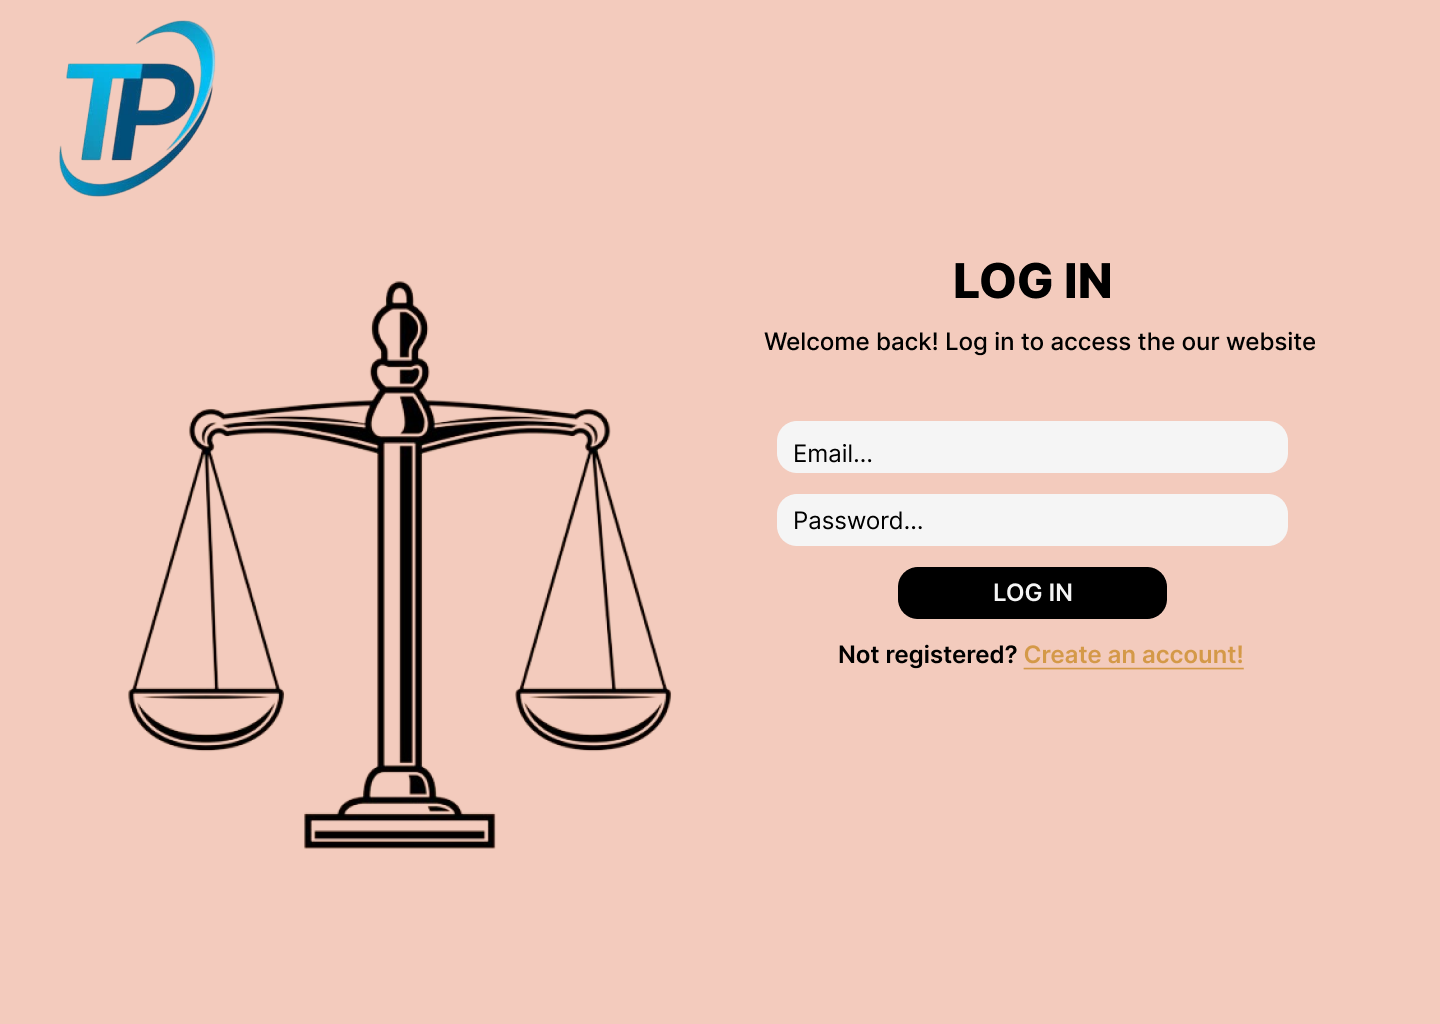 TP
LOG IN
Welcome back! Log in to access the our website
Email...
Password...
LOG IN
Not registered? Create an account!